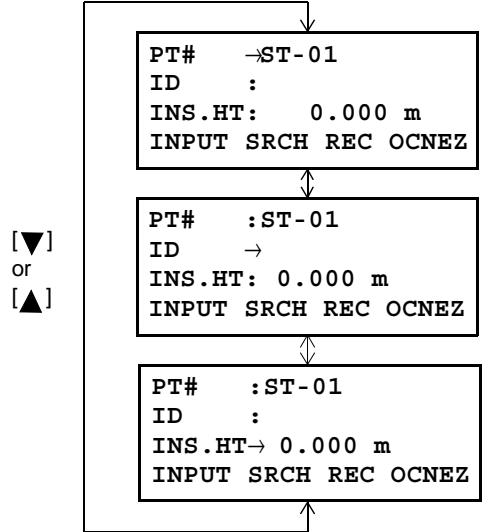 PT# →ST-01
ID :
INS.HT: 0.000 m
INPUT SRCH REC OCNEZ
[▼]
or
[▲]
PT# :ST-01
ID →
INS.HT: 0.000 m
INPUT SRCH REC OCNEZ
PT# :ST-01
ID :
INS.HT→ 0.000 m
INPUT SRCH REC OCNEZ